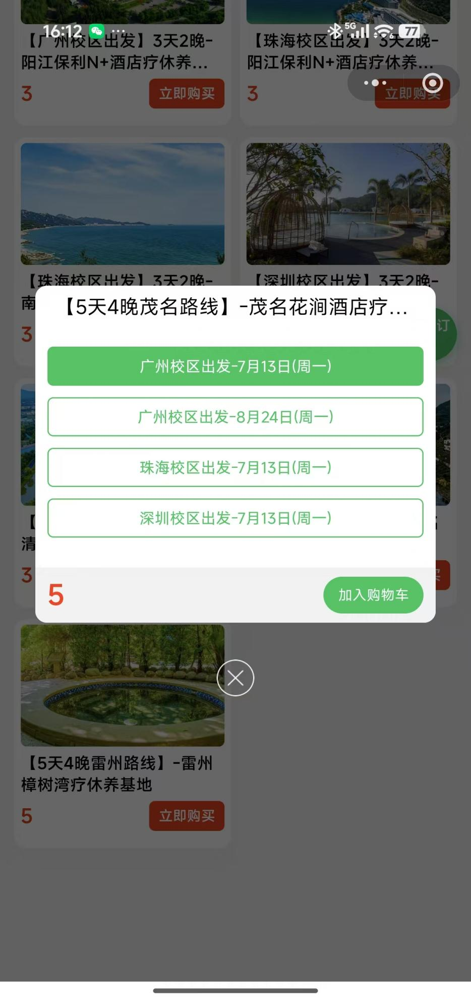 16:12
5G
77
【广州校区出发】3天2晚-
阳江保利N+酒店疗休养...
3
立即购买
【珠海校区出发】3天2晚-
阳江保利N+酒店疗休养...
3
立即购买
【珠海校区出发】3天2晚-
南
3
【深圳校区出发】3天2晚-
订
【5天4晚茂名路线】-茂名花涧酒店疗...
广州校区出发-7月13日(周一)
广州校区出发-8月24日(周一)
珠海校区出发-7月13日(周一)
深圳校区出发-7月13日(周一)
5
加入购物车
【
清
3
【5天4晚雷州路线】-雷州
樟树湾疗休养基地
5
立即购买